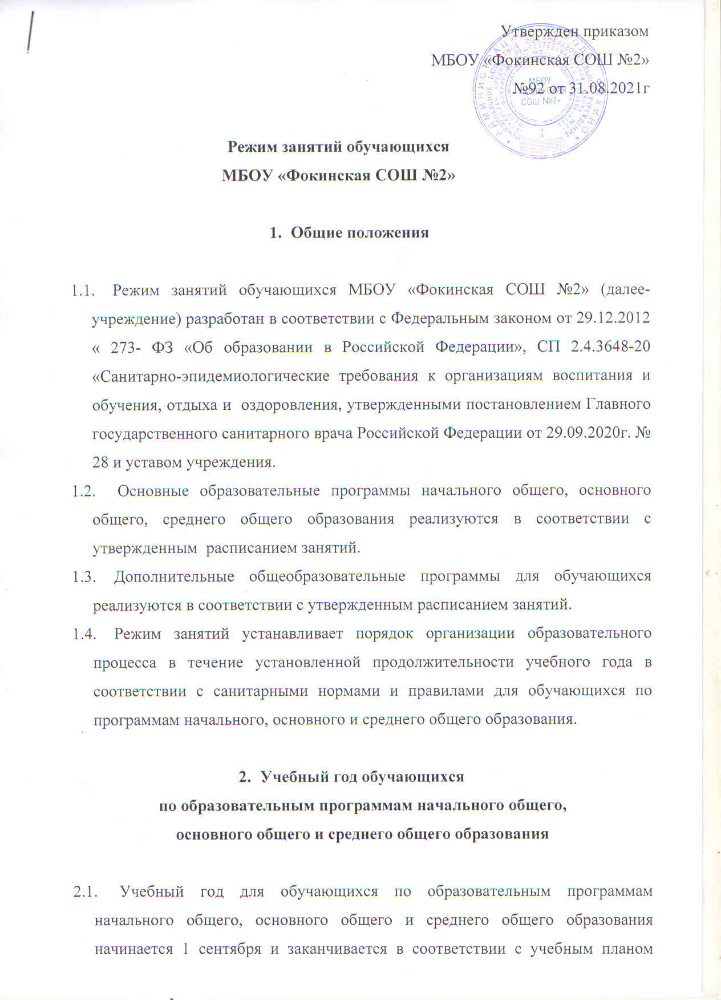 Утвержден приказом
МБОУ «Фокинская СОШ №2»
№92 от 31.08.2021г
МБОУ
СОШ №2»
Режим занятий обучающихся
МБОУ «Фокинская СОШ №2»
1. Общие положения
1.1. Режим занятий обучающихся МБОУ «Фокинская СОШ №2» (далее-
учреждение) разработан в соответствии с Федеральным законом от 29.12.2012
« 273- ФЗ «Об образовании в Российской Федерации», СП 2.4.3648-20
«Санитарно-эпидемиологические требования к организациям воспитания и
обучения, отдыха и оздоровления, утвержденными постановлением Главного
государственного санитарного врача Российской Федерации от 29.09.2020г. №
28 и уставом учреждения.
1.2. Основные образовательные программы начального общего, основного
общего, среднего общего образования реализуются в соответствии с
утвержденным расписанием занятий.
1.3. Дополнительные общеобразовательные программы для обучающихся
реализуются в соответствии с утвержденным расписанием занятий.
1.4. Режим занятий устанавливает порядок организации образовательного
процесса в течение установленной продолжительности учебного года в
соответствии с санитарными нормами и правилами для обучающихся по
программам начального, основного и среднего общего образования.
2. Учебный год обучающихся
по образовательным программам начального общего,
основного общего и среднего общего образования
2.1. Учебный год для обучающихся по образовательным программам
начального общего, основного общего и среднего общего образования
начинается 1 сентября и заканчивается в соответствии с учебным планом